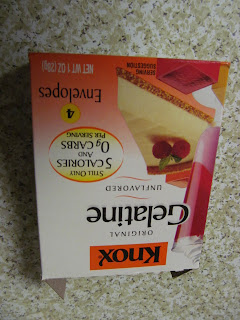 KNOX
ORIGINAL
Gelatine
UNFLAVORED
STILL ONLY
5 CALORIES
AND
0g CARBS
PER SERVING
4
Envelopes
NET WT 1 OZ (28g)
SERVING
SUGGESTION